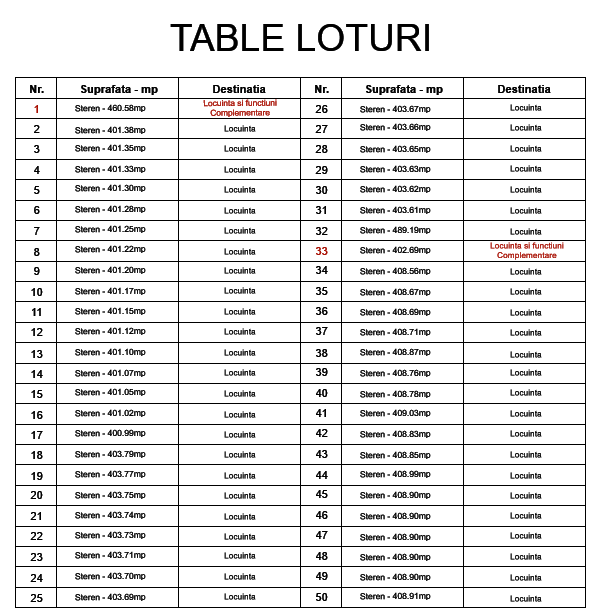 TABLE LOTURI
Nr. Suprafata - mp Destinatia Nr. Suprafata - mp Destinatia
1 Steren - 460.58mp Locuinta si functiuni Complementare 26 Steren - 403.67mp Locuinta
2 Steren - 401.38mp Locuinta 27 Steren - 403.66mp Locuinta
3 Steren - 401.35mp Locuinta 28 Steren - 403.65mp Locuinta
4 Steren - 401.33mp Locuinta 29 Steren - 403.63mp Locuinta
5 Steren - 401.30mp Locuinta 30 Steren - 403.62mp Locuinta
6 Steren - 401.28mp Locuinta 31 Steren - 403.61mp Locuinta
7 Steren - 401.25mp Locuinta 32 Steren - 489.19mp Locuinta
8 Steren - 401.22mp Locuinta 33 Steren - 402.69mp Locuinta si functiuni Complementare
9 Steren - 401.20mp Locuinta 34 Steren - 408.56mp Locuinta
10 Steren - 401.17mp Locuinta 35 Steren - 408.67mp Locuinta
11 Steren - 401.15mp Locuinta 36 Steren - 408.69mp Locuinta
12 Steren - 401.12mp Locuinta 37 Steren - 408.71mp Locuinta
13 Steren - 401.10mp Locuinta 38 Steren - 408.87mp Locuinta
14 Steren - 401.07mp Locuinta 39 Steren - 408.76mp Locuinta
15 Steren - 401.05mp Locuinta 40 Steren - 408.78mp Locuinta
16 Steren - 401.02mp Locuinta 41 Steren - 409.03mp Locuinta
17 Steren - 400.99mp Locuinta 42 Steren - 408.83mp Locuinta
18 Steren - 403.79mp Locuinta 43 Steren - 408.85mp Locuinta
19 Steren - 403.77mp Locuinta 44 Steren - 408.99mp Locuinta
20 Steren - 403.75mp Locuinta 45 Steren - 408.90mp Locuinta
21 Steren - 403.74mp Locuinta 46 Steren - 408.90mp Locuinta
22 Steren - 403.73mp Locuinta 47 Steren - 408.90mp Locuinta
23 Steren - 403.71mp Locuinta 48 Steren - 408.90mp Locuinta
24 Steren - 403.70mp Locuinta 49 Steren - 408.90mp Locuinta
25 Steren - 403.69mp Locuinta 50 Steren - 408.91mp Locuinta